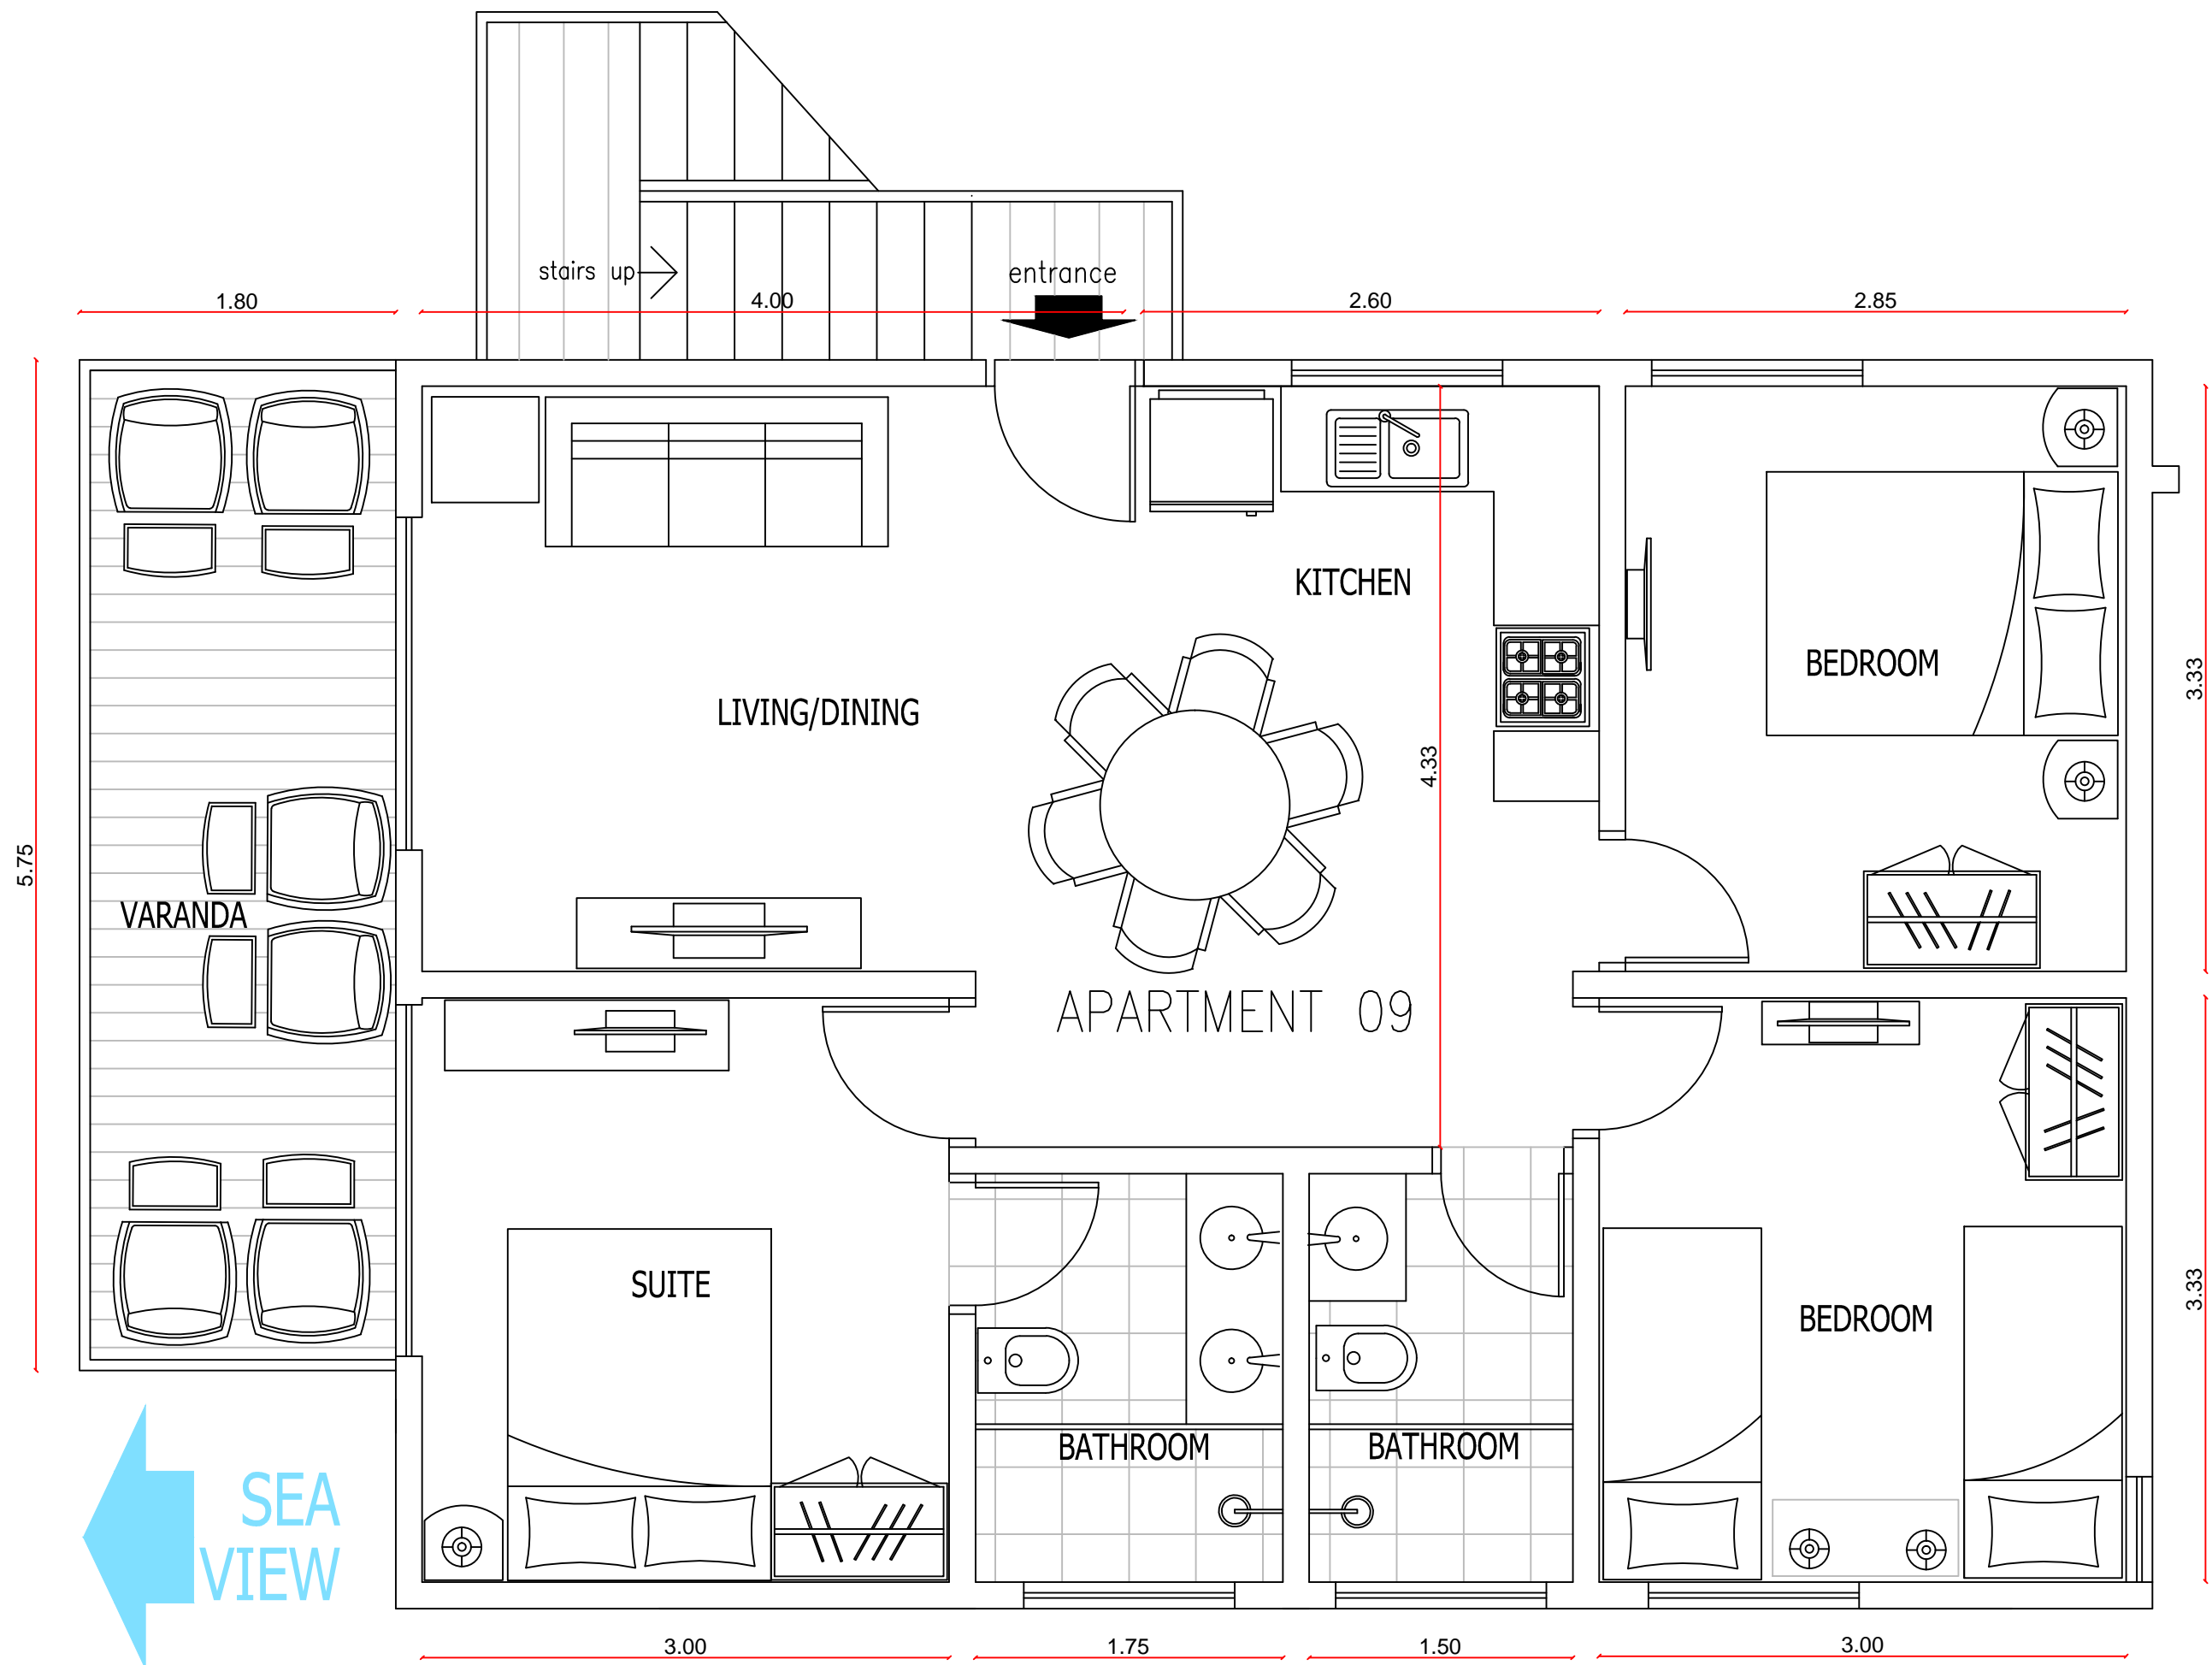 stairs up
entrance
1.80
4.00
2.60
2.85
KITCHEN
BEDROOM
3.33
LIVING/DINING
4.33
5.75
VARANDA
APARTMENT 09
SUITE
3.33
BEDROOM
BATHROOM
BATHROOM
SEA
VIEW
3.00
1.75
1.50
3.00